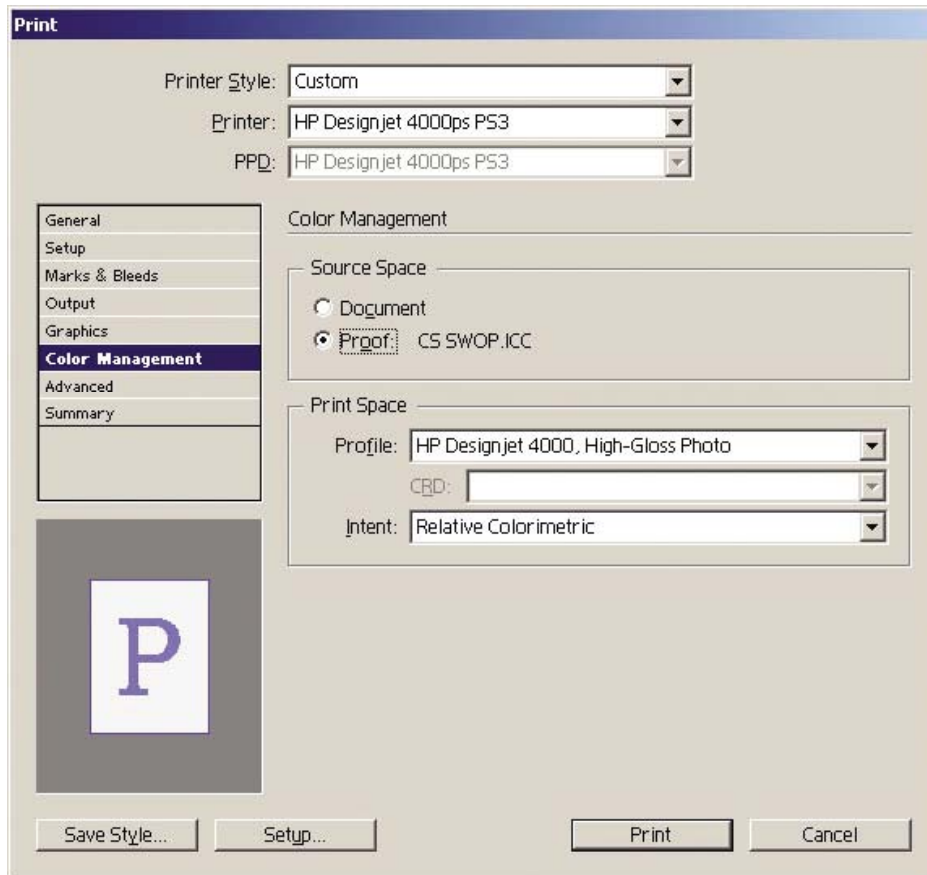 Print
Printer Style: Custom
Printer: HP Designjet 4000ps PS3
PPD: HP Designjet 4000ps PS3
General
Setup
Marks & Bleeds
Output
Graphics
Color Management
Advanced
Summary
Color Management
Source Space
Document
Proof: CS SWOP.ICC
Print Space
Profile: HP Designjet 4000, High-Gloss Photo
CRD:
Intent: Relative Colorimetric
P
Save Style... Setup... Print Cancel